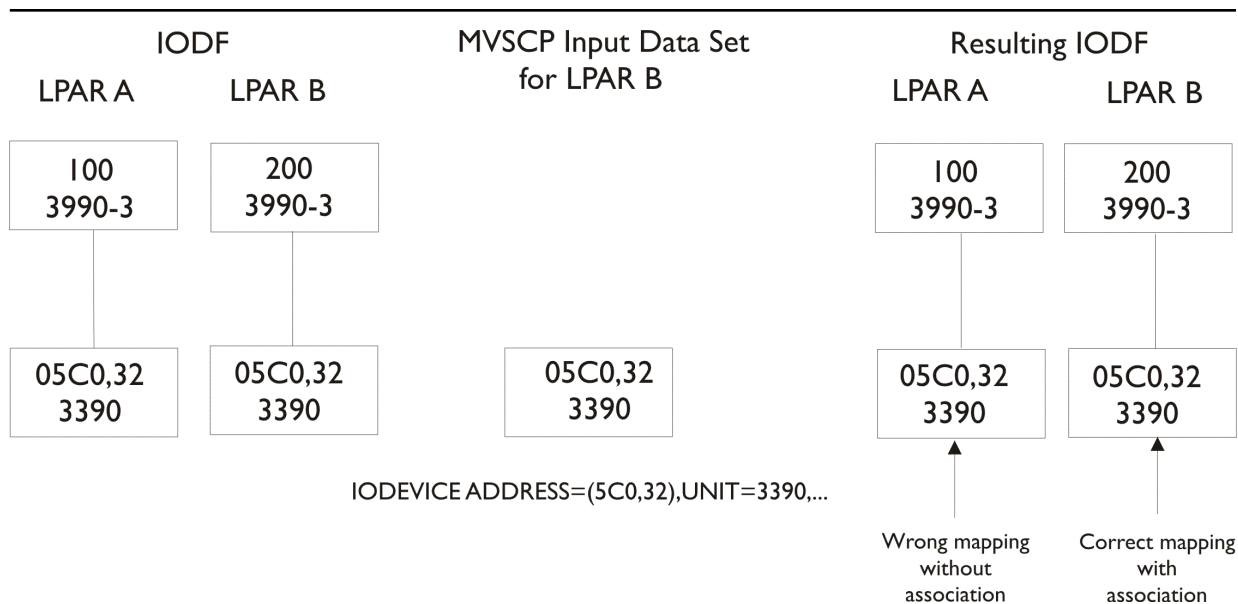 IODF
LPAR A
LPAR B
100
3990-3
200
3990-3
05C0,32
3390
05C0,32
3390
MVSCP Input Data Set
for LPAR B
05C0,32
3390
IODEVICE ADDRESS=(5C0,32),UNIT=3390,...
Resulting IODF
LPAR A
LPAR B
100
3990-3
200
3990-3
05C0,32
3390
05C0,32
3390
Wrong mapping
without
association
Correct mapping
with
association